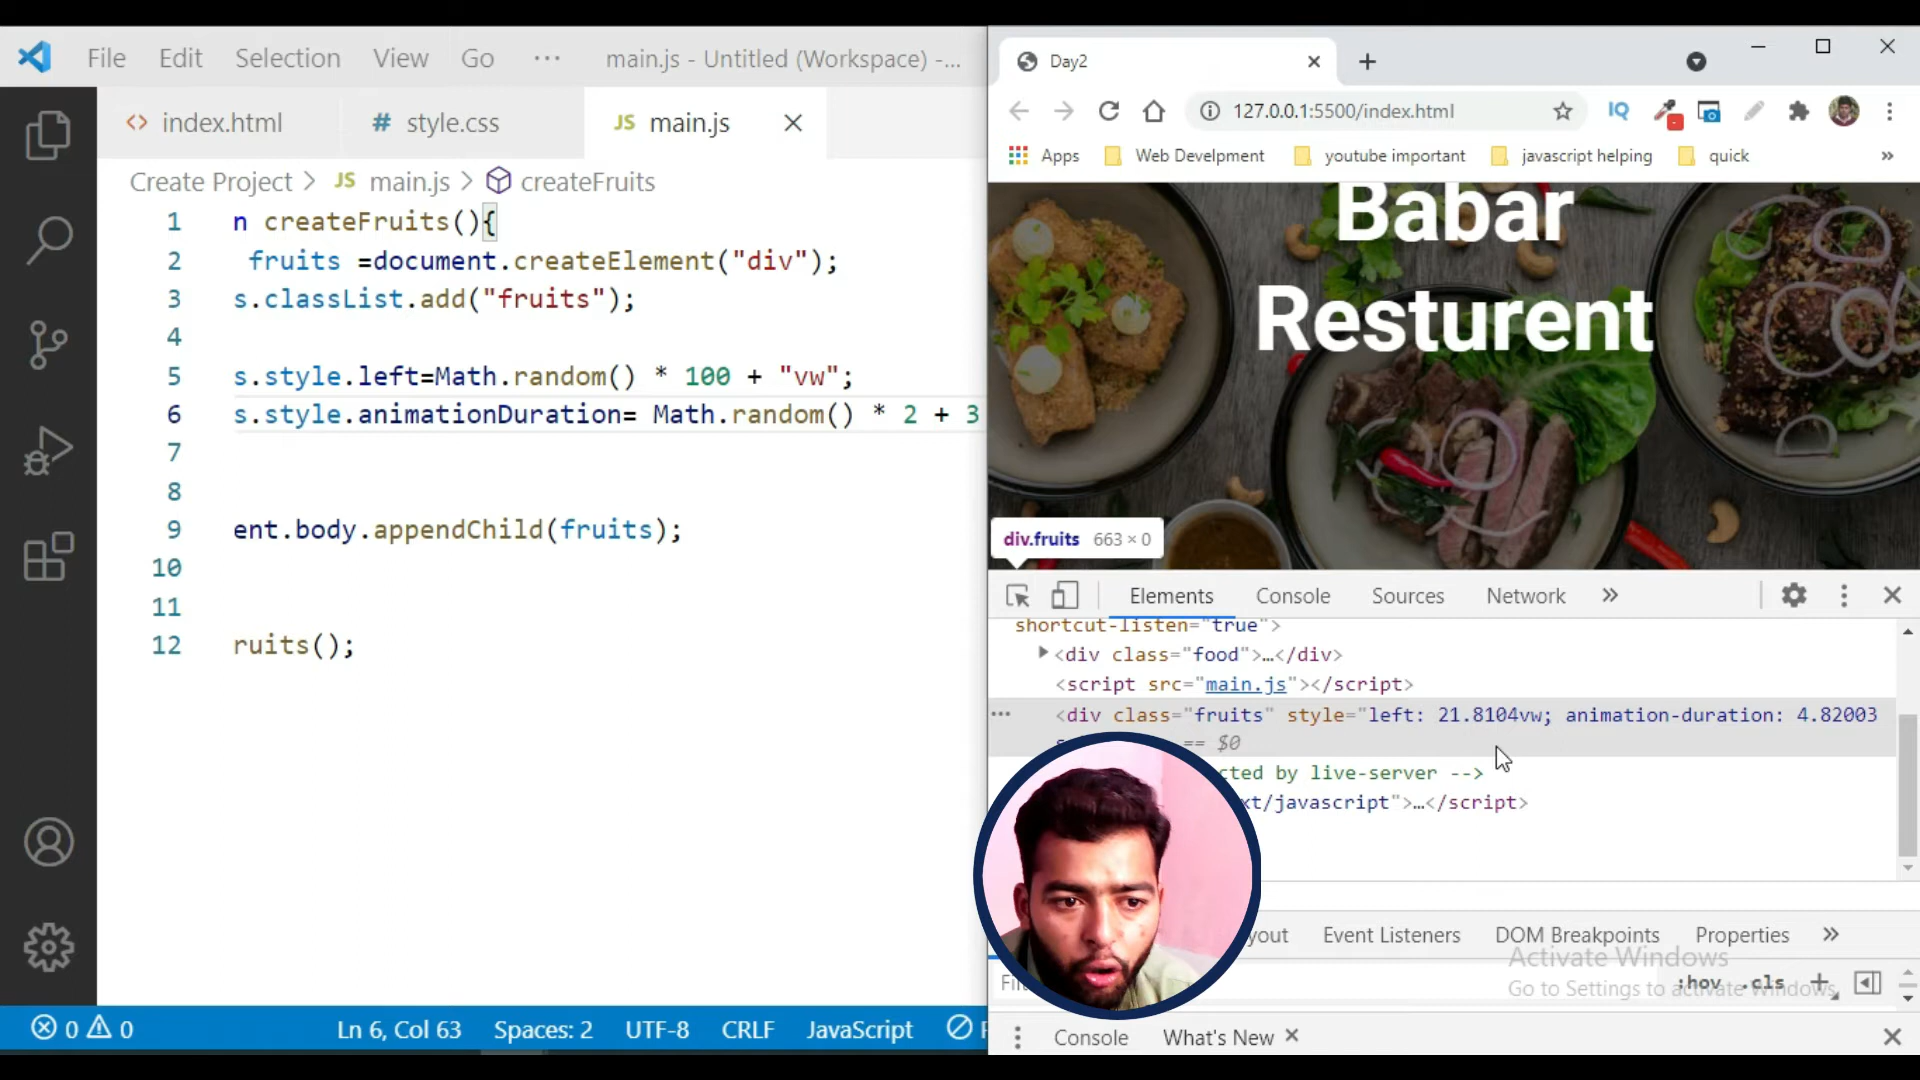 File Edit Selection View Go ··· main.js - Untitled (Workspace) -...
index.html
# style.css
JS main.js
Create Project > JS main.js > createFruits
1 n createFruits(){
2 fruits =document.createElement("div");
3 s.classList.add("fruits");
4
5 s.style.left=Math.random() * 100 + "vw";
6 s.style.animationDuration= Math.random() * 2 + 3
7
8
9 ent.body.appendChild(fruits);
10
11
12 ruits();
0 0 Ln 6, Col 63 Spaces: 2 UTF-8 CRLF JavaScript
Day2
127.0.0.1:5500/index.html IQ
Apps Web Develpment youtube important javascript helping quick »
Babar
Resturent
div.fruits 663 × 0
Elements Console Sources Network »
shortcut-listen="true">
<div class="food">…</div>
<script src="main.js"></script>
<div class="fruits" style="left: 21.8104vw; animation-duration: 4.82003
== $0
cted by live-server -->
xt/javascript">…</script>
yout Event Listeners DOM Breakpoints Properties »
Activate Windows
:hov .cls +
Go to Settings to activate Windows.
Console What's New